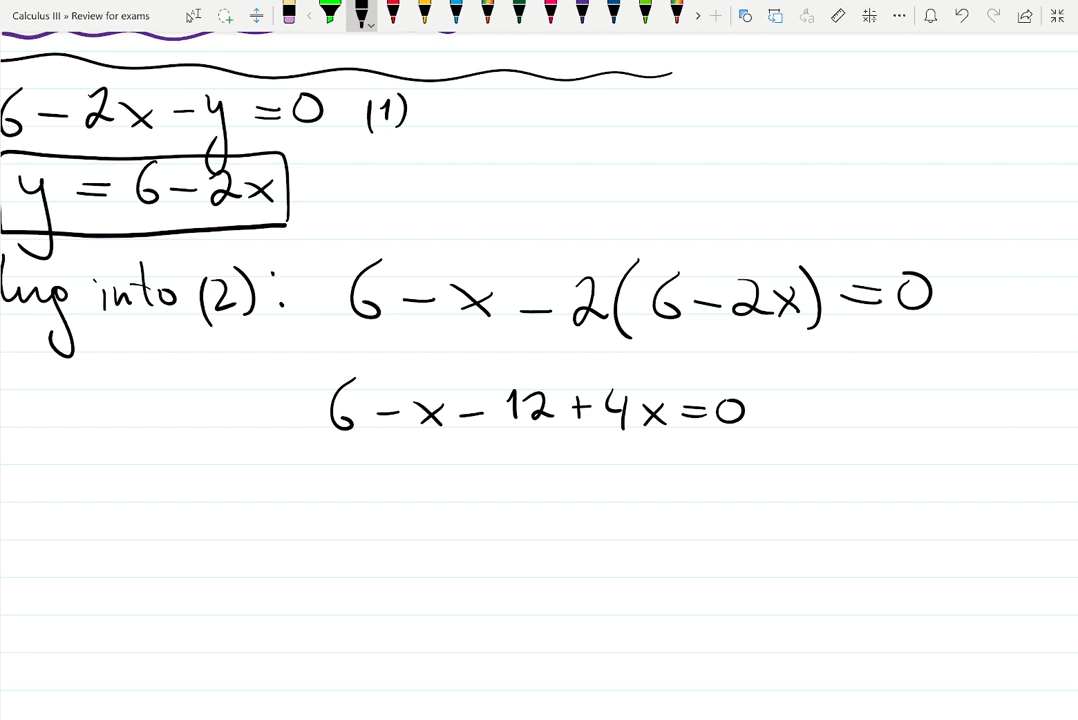 Calculus III » Review for exams
6 - 2x - y = 0 (1)
y = 6 - 2x
into (2): 6 - x - 2(6 - 2x) = 0
6 - x - 12 + 4x = 0